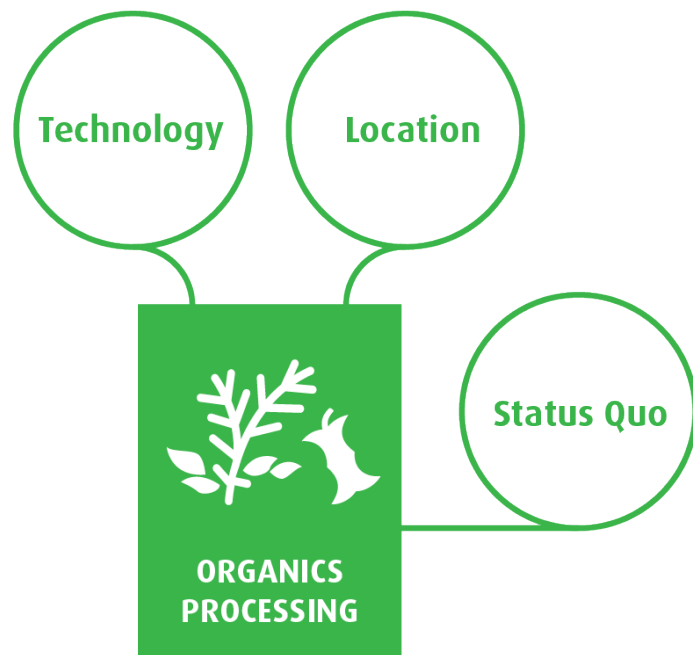 Technology
Location
Status Quo
ORGANICS
PROCESSING